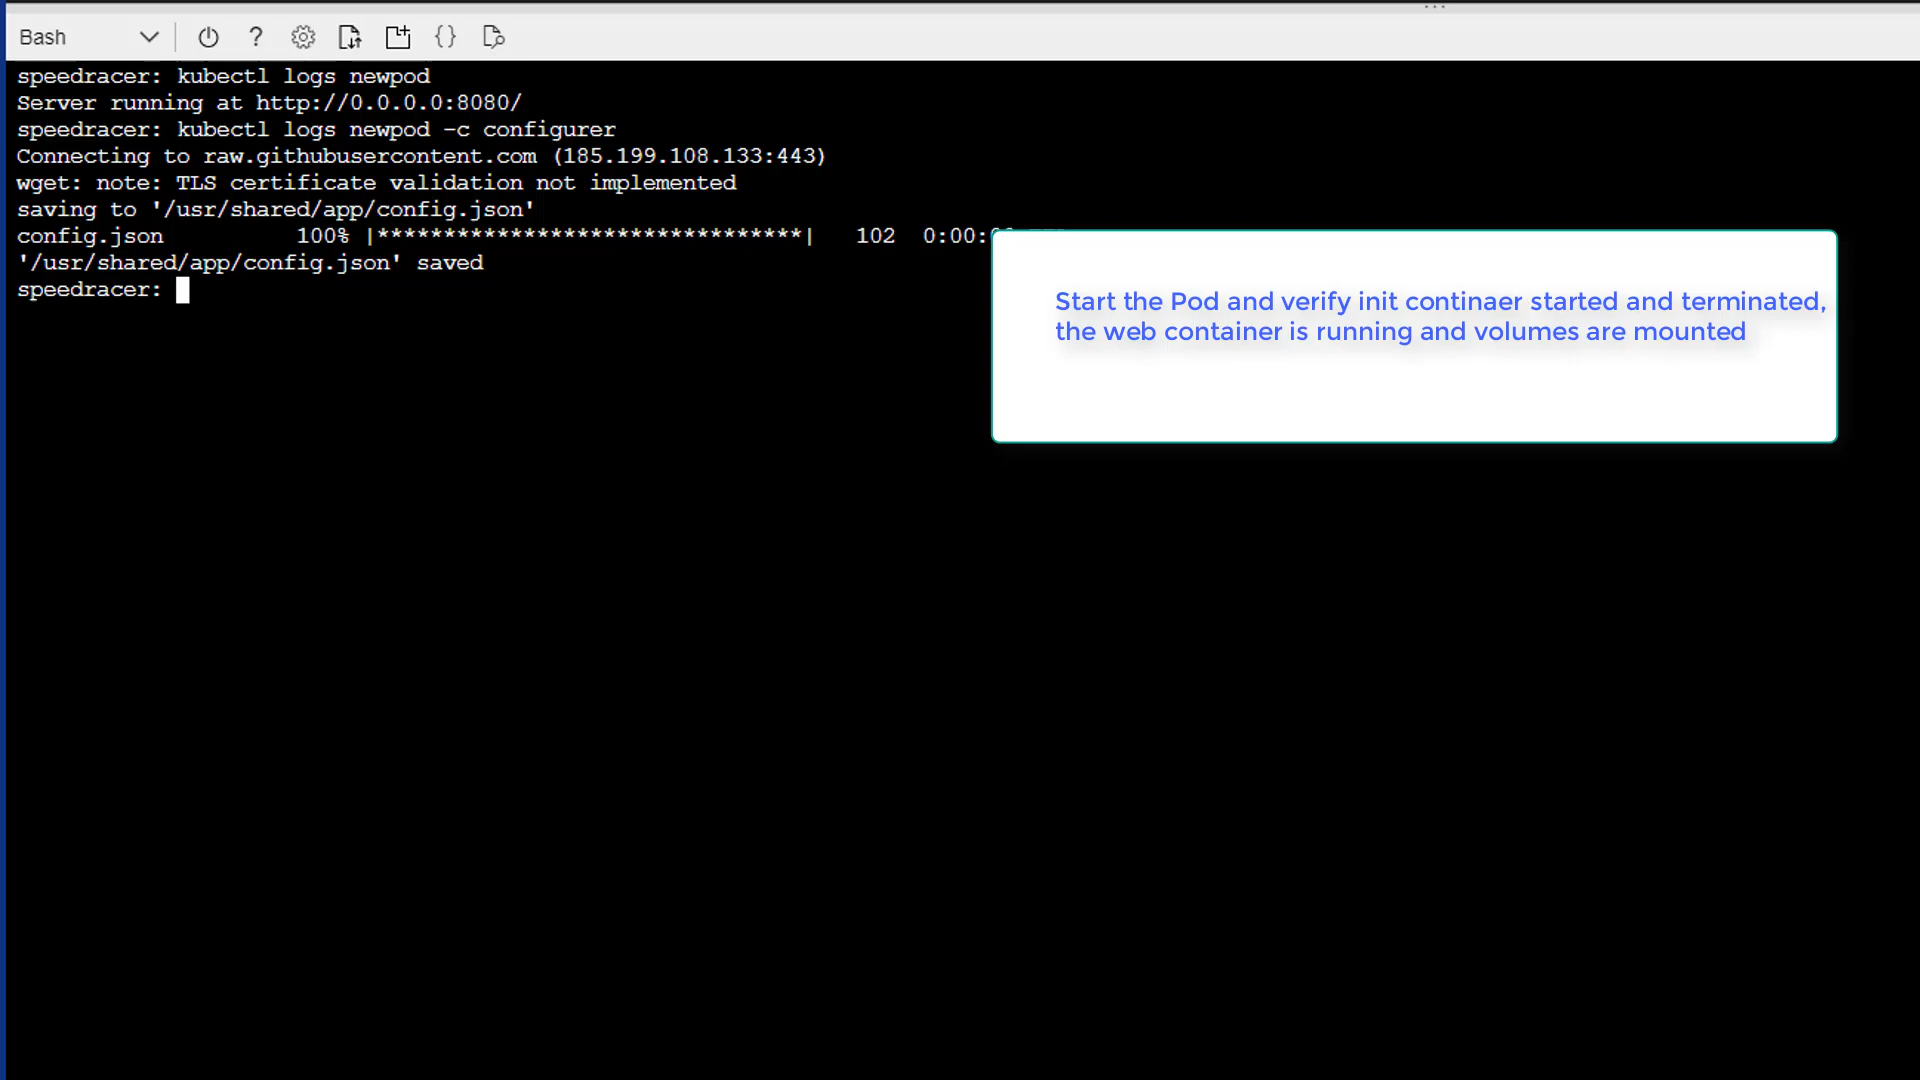 Bash
speedracer: kubectl logs newpod
Server running at http://0.0.0.0:8080/
speedracer: kubectl logs newpod -c configurer
Connecting to raw.githubusercontent.com (185.199.108.133:443)
wget: note: TLS certificate validation not implemented
saving to '/usr/shared/app/config.json'
config.json 100% |********************************| 102 0:00:
'/usr/shared/app/config.json' saved
speedracer:
Start the Pod and verify init continaer started and terminated,
the web container is running and volumes are mounted